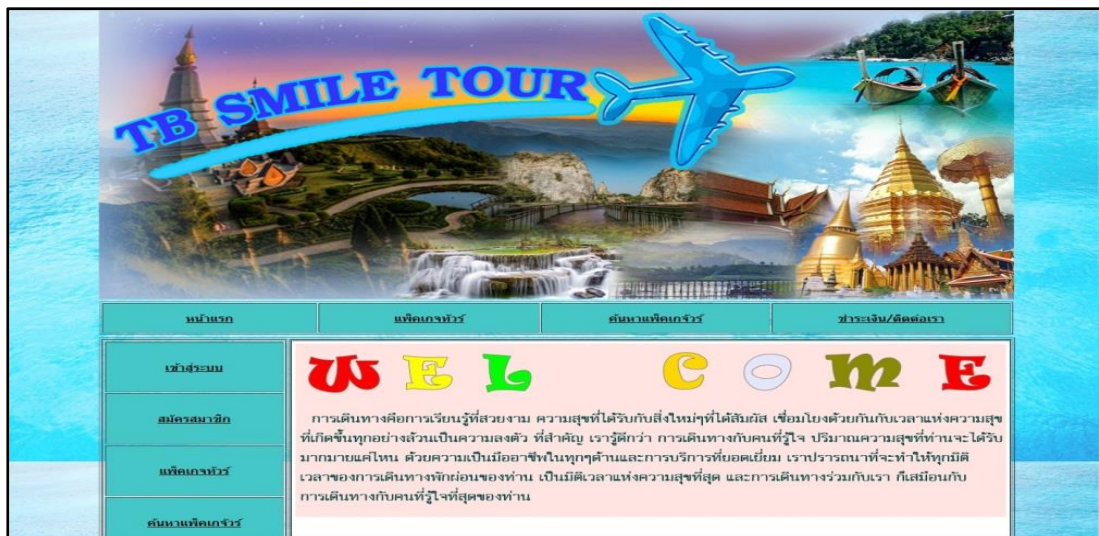 TB SMILE TOUR
หน้าแรก
แพ็คเกจทัวร์
ค้นหาแพ็คเกจัวร์
ชำระเงิน/ติดต่อเรา
เข้าสู่ระบบ
สมัครสมาชิก
แพ็คเกจทัวร์
ค้นหาแพ็คเกจัวร์
WEL COME
การเดินทางคือการเรียนรู้ที่สวยงาม ความสุขที่ได้รับกับสิ่งใหม่ๆที่ได้สัมผัส เชื่อมโยงด้วยกันกับเวลาแห่งความสุข
ที่เกิดขึ้นทุกอย่างล้วนเป็นความลงตัว ที่สำคัญ เรารู้ดีกว่า การเดินทางกับคนที่รู้ใจ ปริมาณความสุขที่ท่านจะได้รับ
มากมายแค่ไหน ด้วยความเป็นมืออาชีพในทุกๆด้านและการบริการที่ยอดเยี่ยม เราปรารถนาที่จะทำให้ทุกมิติ
เวลาของการเดินทางพักผ่อนของท่าน เป็นมิติเวลาแห่งความสุขที่สุด และการเดินทางร่วมกับเรา ก็เสมือนกับ
การเดินทางกับคนที่รู้ใจที่สุดของท่าน